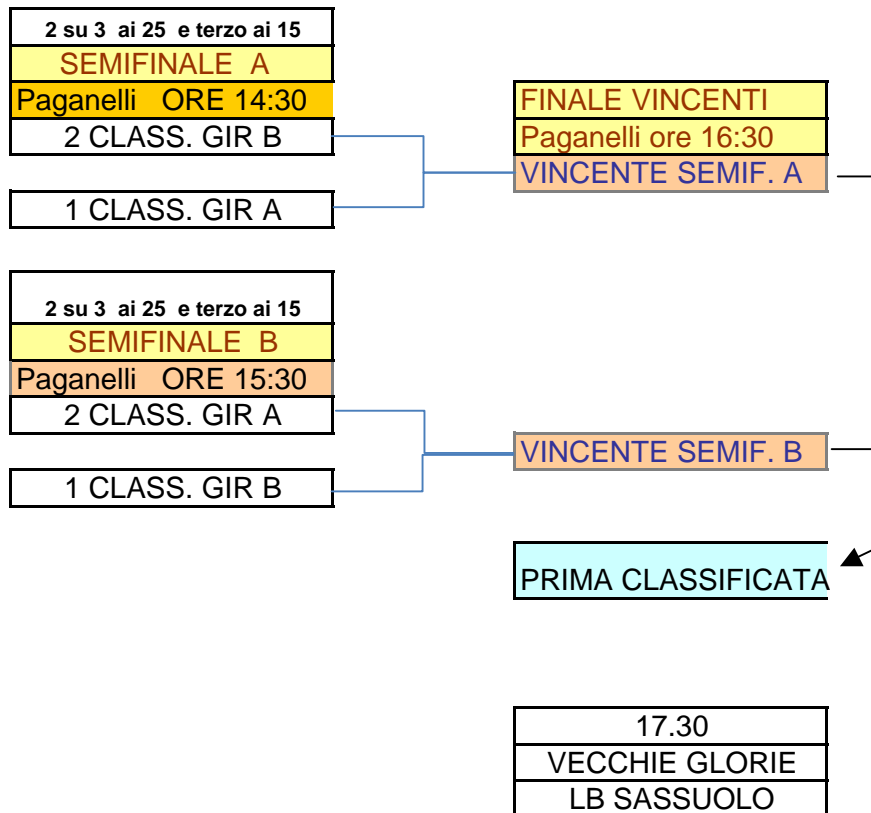 2 su 3 ai 25 e terzo ai 15
SEMIFINALE A
Paganelli ORE 14:30
2 CLASS. GIR B
1 CLASS. GIR A
FINALE VINCENTI
Paganelli ore 16:30
VINCENTE SEMIF. A
2 su 3 ai 25 e terzo ai 15
SEMIFINALE B
Paganelli ORE 15:30
2 CLASS. GIR A
1 CLASS. GIR B
VINCENTE SEMIF. B
PRIMA CLASSIFICATA
17.30
VECCHIE GLORIE
LB SASSUOLO